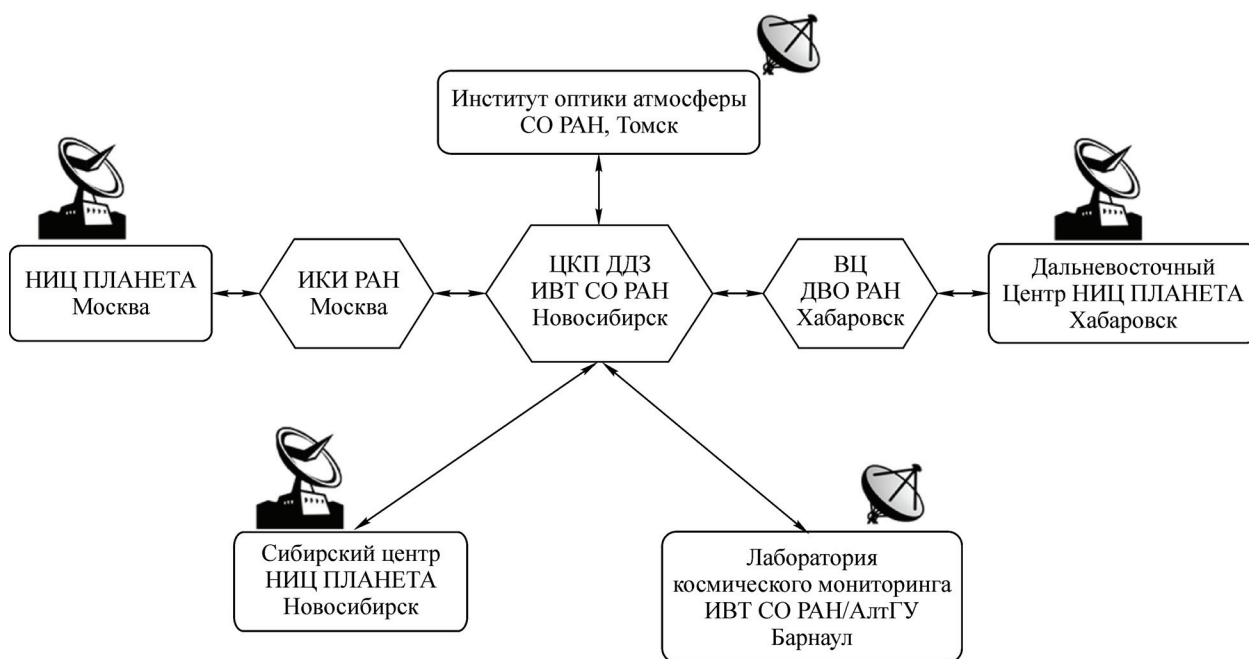 Институт оптики атмосферы
СО РАН, Томск
НИЦ ПЛАНЕТА
Москва
ИКИ РАН
Москва
ЦКП ДДЗ
ИВТ СО РАН
Новосибирск
ВЦ
ДВО РАН
Хабаровск
Дальневосточный
Центр НИЦ ПЛАНЕТА
Хабаровск
Сибирский центр
НИЦ ПЛАНЕТА
Новосибирск
Лаборатория
космического мониторинга
ИВТ СО РАН/АлтГУ
Барнаул